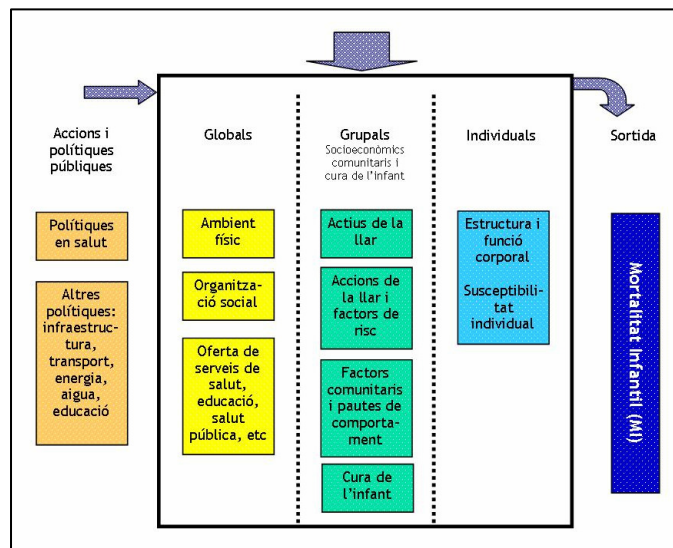 Accions i
polítiques
públiques
Globals
Grupals
Socioeconòmics
comunitaris i
cura de l'infant
Individuals
Sortida
Polítiques
en salut
Altres
polítiques:
infraestruc-
tura,
transport,
energia,
aigua,
educació
Ambient
físic
Organitza-
ció social
Oferta de
serveis de
salut,
educació,
salut
pública, etc
Actius de la
llar
Accions de
la llar i
factors de
risc
Factors
comunitaris
i pautes de
comporta-
ment
Cura de
l'infant
Estructura i
funció
corporal
Susceptibili-
tat
individual
Mortalitat Infantil (MI)